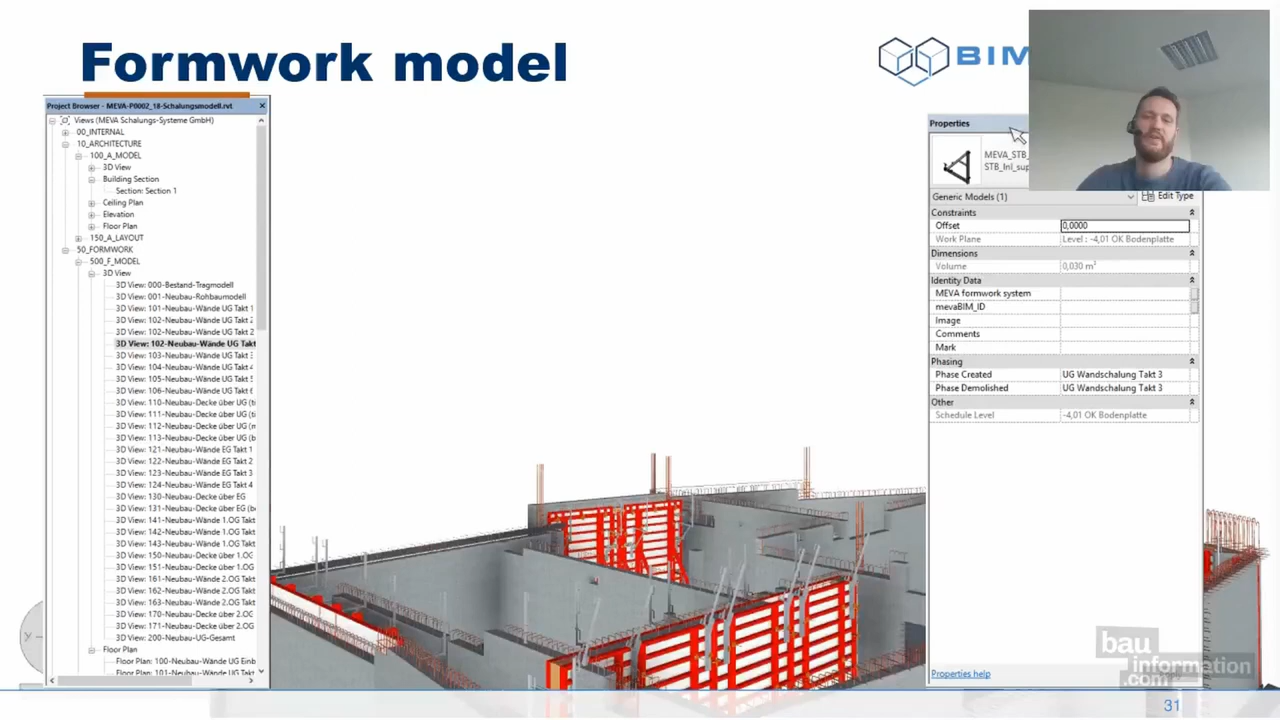 Formwork model
BIM
Project Browser - MEVA-P0002_18-Schalungsmodell.rvt
Views (MEVA Schalungs-Systeme GmbH)
00_INTERNAL
10_ARCHITECTURE
100_A_MODEL
3D View
Building Section
Section: Section 1
Ceiling Plan
Elevation
Floor Plan
150_A_LAYOUT
50_FORMWORK
500_F_MODEL
3D View
3D View: 000-Bestand-Tragmodell
3D View: 001-Neubau-Rohbaumodell
3D View: 101-Neubau-Wände UG Takt 1
3D View: 102-Neubau-Wände UG Takt 2
3D View: 102-Neubau-Wände UG Takt 2
3D View: 102-Neubau-Wände UG Takt
3D View: 103-Neubau-Wände UG Takt 3
3D View: 104-Neubau-Wände UG Takt 4
3D View: 105-Neubau-Wände UG Takt 5
3D View: 106-Neubau-Wände UG Takt 6
3D View: 110-Neubau-Decke über UG (ti
3D View: 111-Neubau-Decke über UG (ti
3D View: 112-Neubau-Decke über UG (m
3D View: 113-Neubau-Decke über UG (b
3D View: 121-Neubau-Wände EG Takt 1
3D View: 122-Neubau-Wände EG Takt 2
3D View: 123-Neubau-Wände EG Takt 3
3D View: 124-Neubau-Wände EG Takt 4
3D View: 130-Neubau-Decke über EG
3D View: 131-Neubau-Decke über EG (b
3D View: 141-Neubau-Wände 1.OG Takt
3D View: 142-Neubau-Wände 1.OG Takt
3D View: 143-Neubau-Wände 1.OG Takt
3D View: 150-Neubau-Decke über 1.OG
3D View: 151-Neubau-Decke über 1.OG
3D View: 161-Neubau-Wände 2.OG Takt
3D View: 162-Neubau-Wände 2.OG Takt
3D View: 163-Neubau-Wände 2.OG Takt
3D View: 170-Neubau-Decke über 2.OG
3D View: 171-Neubau-Decke über 2.OG
3D View: 200-Neubau-UG-Gesamt
Floor Plan
Floor Plan: 100-Neubau-Wände UG Einb
Floor Plan: 101-Neubau-Wände UG Takt
Properties
MEVA_STB_
STB_Inl_sup
Generic Models (1)
Edit Type
Constraints
Offset 0,0000
Work Plane Level : -4,01 OK Bodenplatte
Dimensions
Volume 0,030 m³
Identity Data
MEVA formwork system
mevaBIM_ID
Image
Comments
Mark
Phasing
Phase Created UG Wandschalung Takt 3
Phase Demolished UG Wandschalung Takt 3
Other
Schedule Level -4,01 OK Bodenplatte
Properties help
bau
information
.com
31